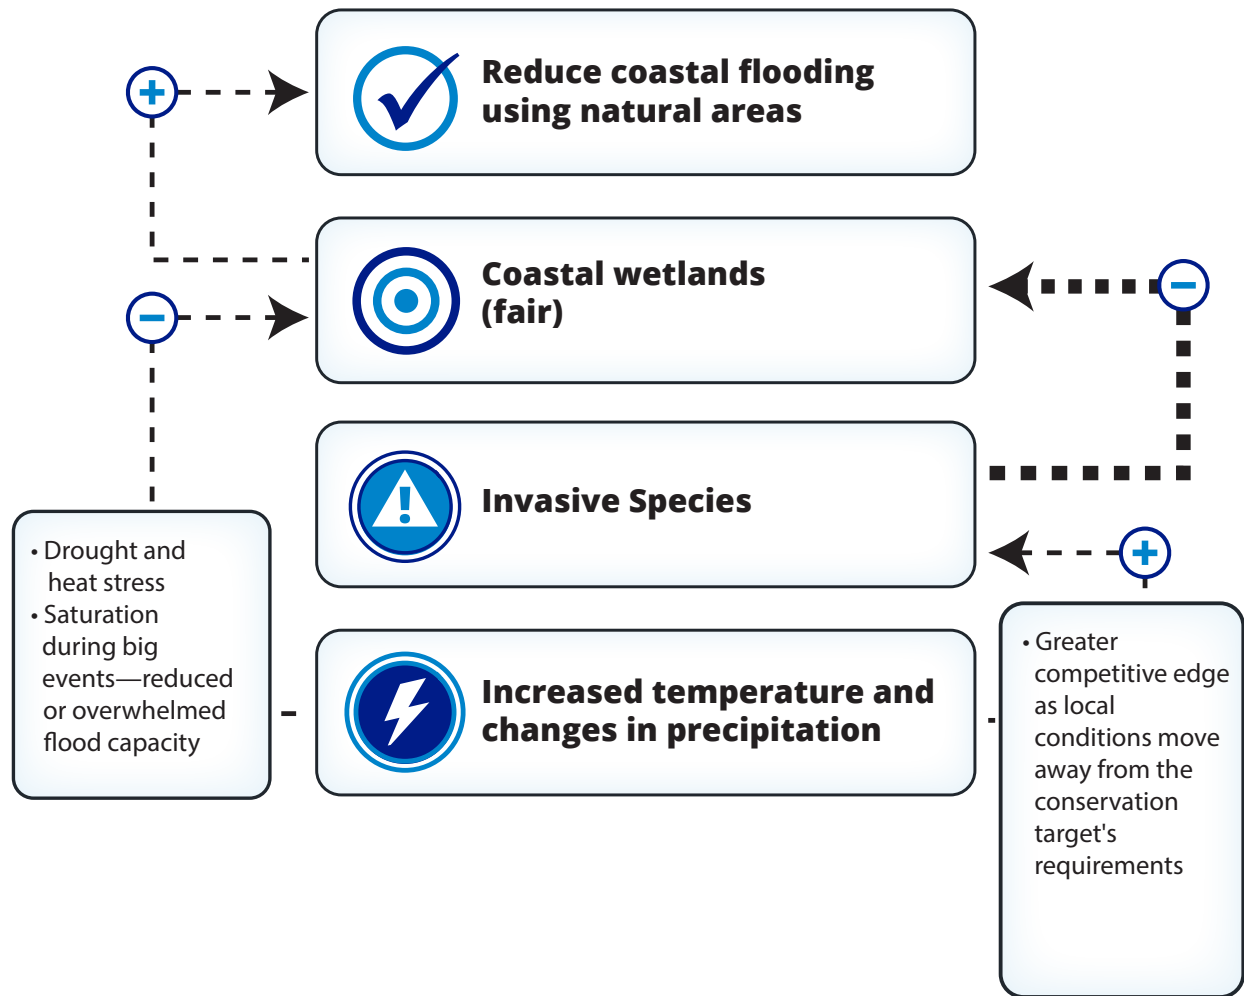 Reduce coastal flooding
using natural areas
Coastal wetlands
(fair)
Invasive Species
• Drought and
heat stress
• Saturation
during big
events—reduced
or overwhelmed
flood capacity
Increased temperature and
changes in precipitation
• Greater
competitive edge
as local
conditions move
away from the
conservation
target's
requirements